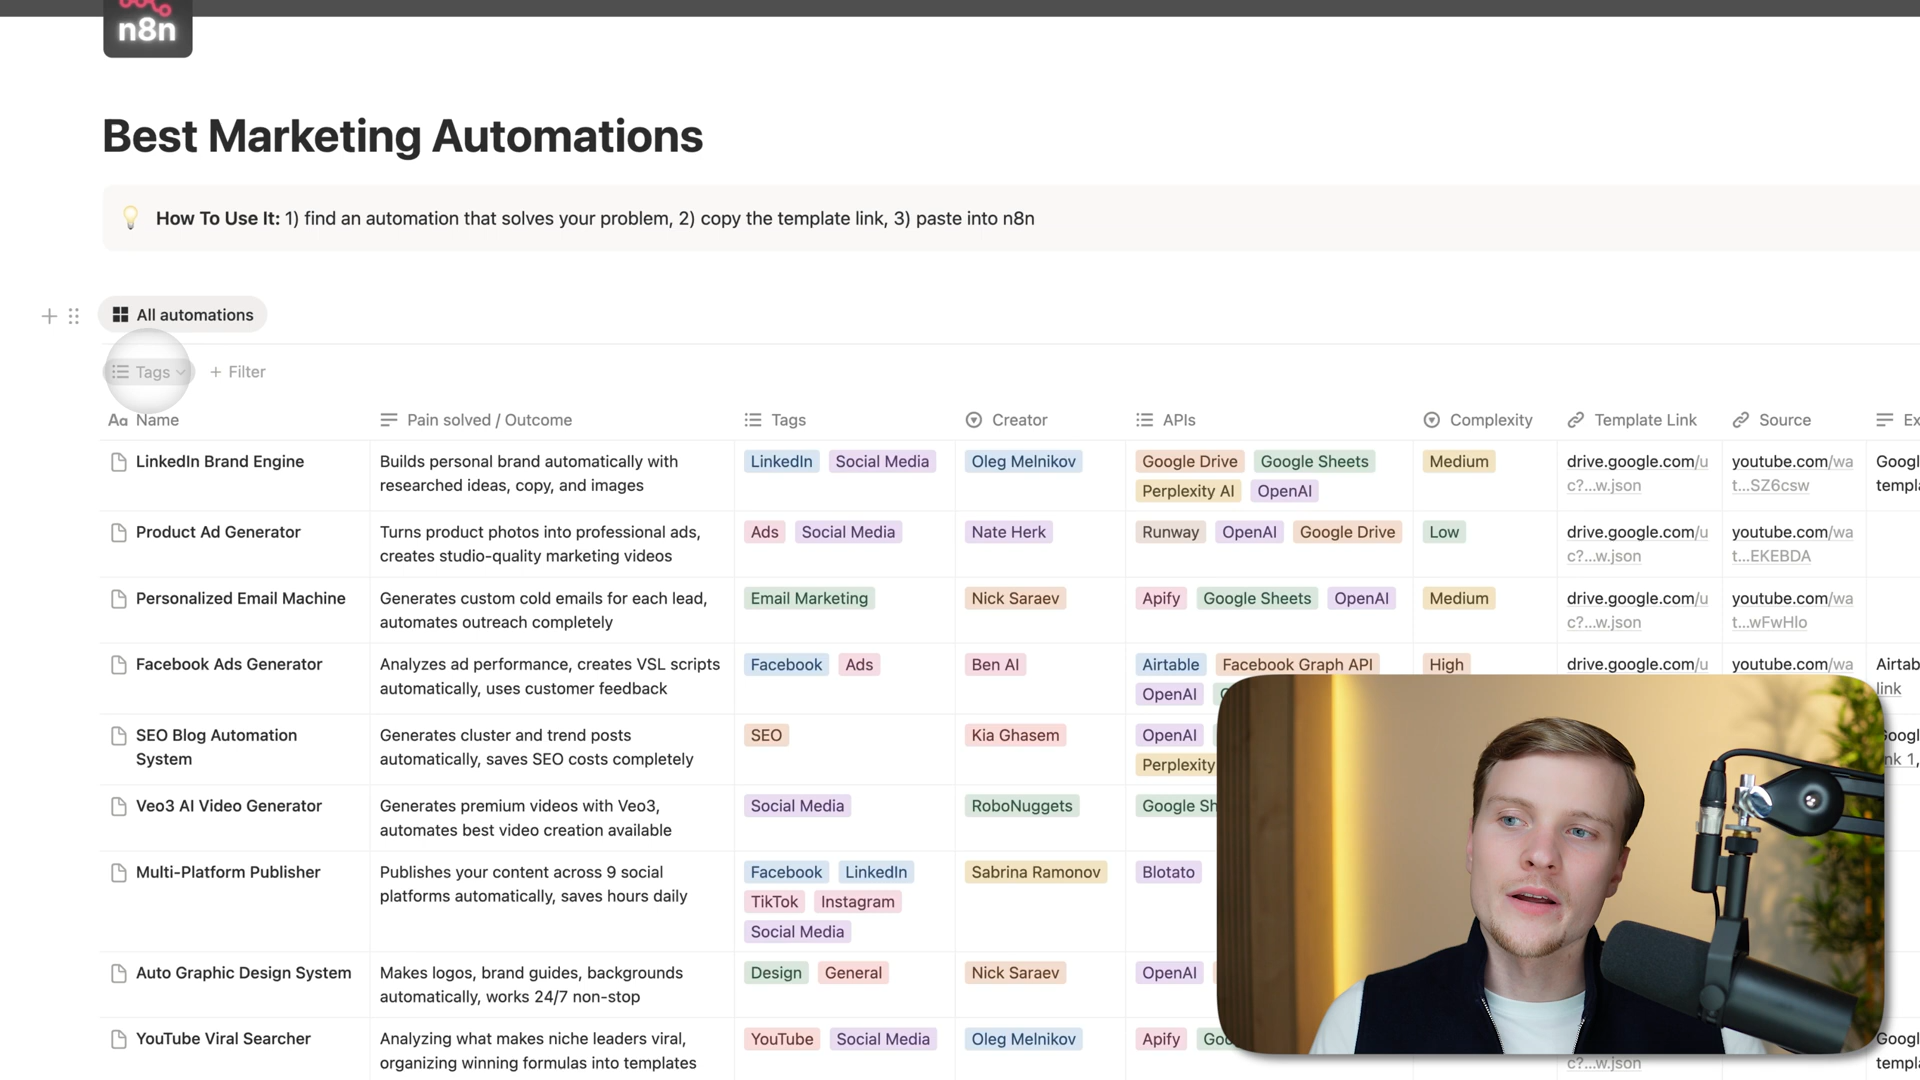 n8n
Best Marketing Automations
How To Use It: 1) find an automation that solves your problem, 2) copy the template link, 3) paste into n8n
All automations
Tags
+ Filter
Aa Name
Pain solved / Outcome
Tags
Creator
APIs
Complexity
Template Link
Source
Ex
LinkedIn Brand Engine
Builds personal brand automatically with
researched ideas, copy, and images
LinkedIn Social Media
Oleg Melnikov
Google Drive Google Sheets
Perplexity AI OpenAI
Medium
drive.google.com/u
c?...w.json
youtube.com/wa
t...SZ6csw
Googl
templa
Product Ad Generator
Turns product photos into professional ads,
creates studio-quality marketing videos
Ads Social Media
Nate Herk
Runway OpenAI Google Drive
Low
drive.google.com/u
c?...w.json
youtube.com/wa
t...EKEBDA
Personalized Email Machine
Generates custom cold emails for each lead,
automates outreach completely
Email Marketing
Nick Saraev
Apify Google Sheets OpenAI
Medium
drive.google.com/u
c?...w.json
youtube.com/wa
t...wFwHlo
Facebook Ads Generator
Analyzes ad performance, creates VSL scripts
automatically, uses customer feedback
Facebook Ads
Ben AI
Airtable Facebook Graph API
OpenAI
High
drive.google.com/u
youtube.com/wa
Airtab
link
SEO Blog Automation
System
Generates cluster and trend posts
automatically, saves SEO costs completely
SEO
Kia Ghasem
OpenAI
Perplexity
Veo3 AI Video Generator
Generates premium videos with Veo3,
automates best video creation available
Social Media
RoboNuggets
Google Sh
Multi-Platform Publisher
Publishes your content across 9 social
platforms automatically, saves hours daily
Facebook LinkedIn
TikTok Instagram
Social Media
Sabrina Ramonov
Blotato
Auto Graphic Design System
Makes logos, brand guides, backgrounds
automatically, works 24/7 non-stop
Design General
Nick Saraev
OpenAI
YouTube Viral Searcher
Analyzing what makes niche leaders viral,
organizing winning formulas into templates
YouTube Social Media
Oleg Melnikov
Apify Goo
c?...w.json
Googl
templa